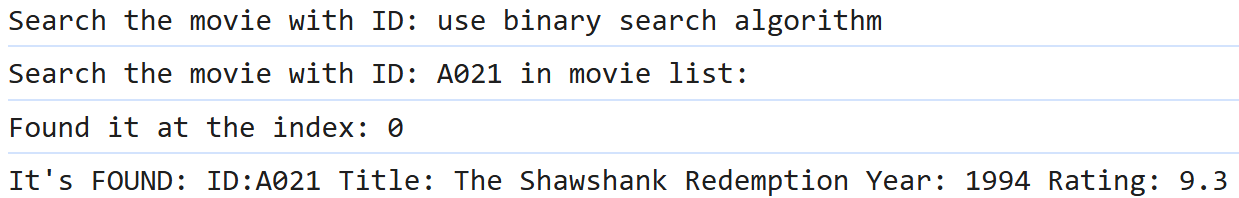 Search the movie with ID: use binary search algorithm
Search the movie with ID: A021 in movie list:
Found it at the index: 0
It's FOUND: ID:A021 Title: The Shawshank Redemption Year: 1994 Rating: 9.3